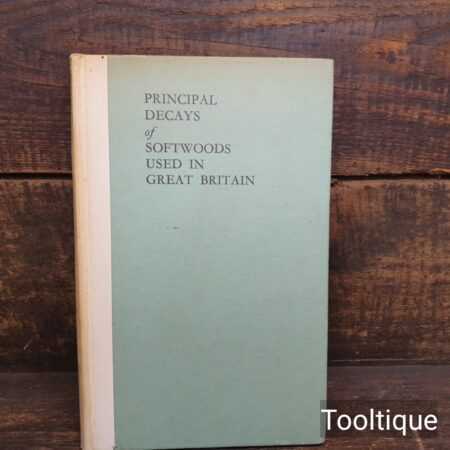 PRINCIPAL
DECAYS
of
SOFTWOODS
USED IN
GREAT BRITAIN
Tooltique